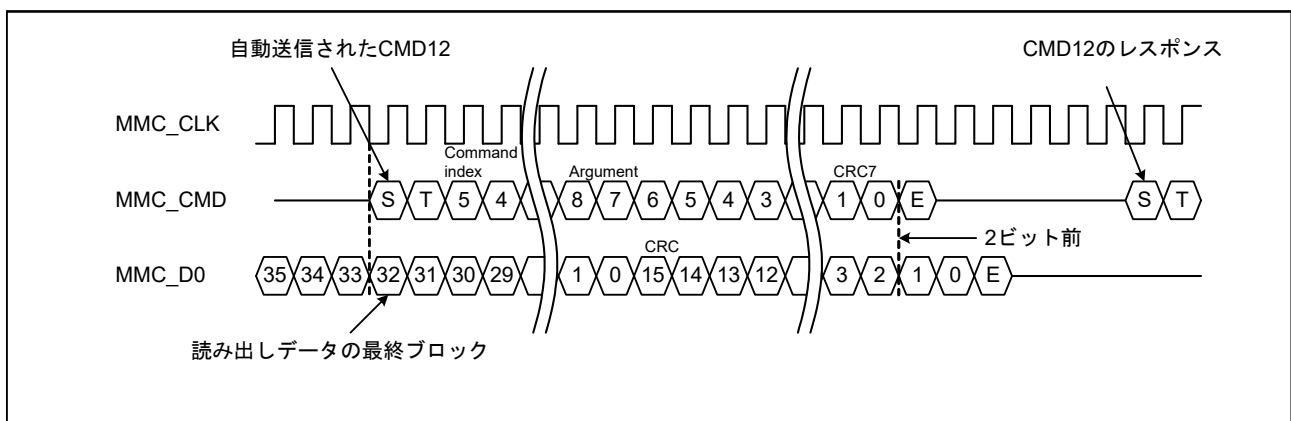 自動送信されたCMD12
CMD12のレスポンス
MMC_CLK
Command
index
Argument
CRC7
MMC_CMD
S T 5 4 8 7 6 5 4 3 1 0 E S T
2ビット前
CRC
MMC_D0
35 34 33 32 31 30 29 1 0 15 14 13 12 3 2 1 0 E
読み出しデータの最終ブロック